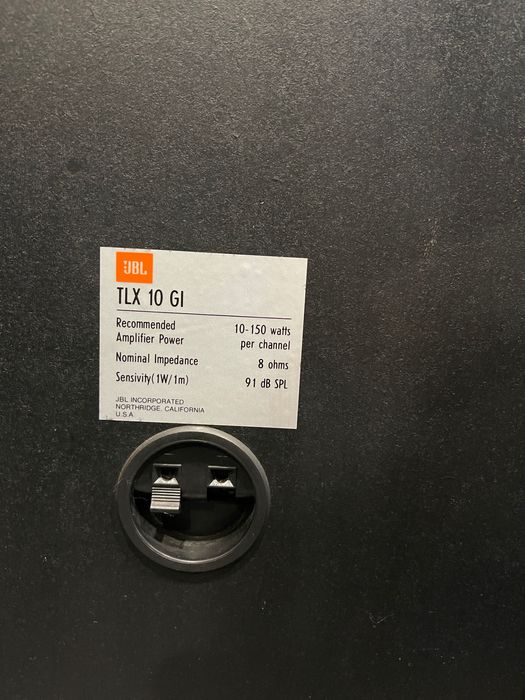 JBL
TLX 10 GI
Recommended
Amplifier Power
10-150 watts
per channel
Nominal Impedance 8 ohms
Sensivity(1W/1m) 91 dB SPL
JBL INCORPORATED
NORTHRIDGE, CALIFORNIA
U.S.A